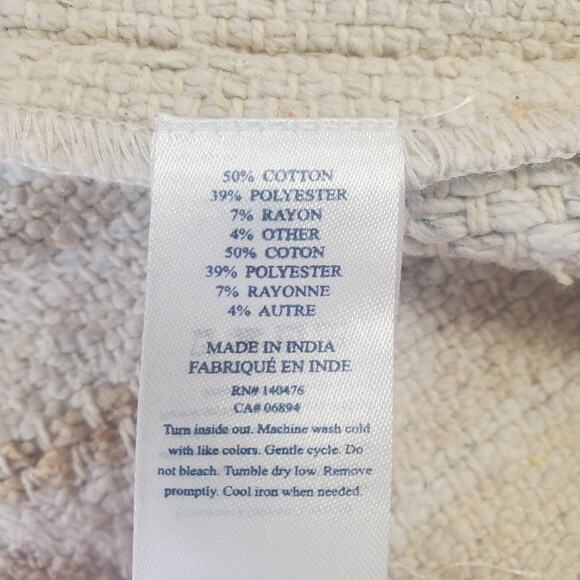 50% COTTON
39% POLYESTER
7% RAYON
4% OTHER
50% COTON
39% POLYESTER
7% RAYONNE
4% AUTRE
MADE IN INDIA
FABRIQUÉ EN INDE
RN# 140476
CA# 06894
Turn inside out. Machine wash cold
with like colors. Gentle cycle. Do
not bleach. Tumble dry low. Remove
promptly. Cool iron when needed.